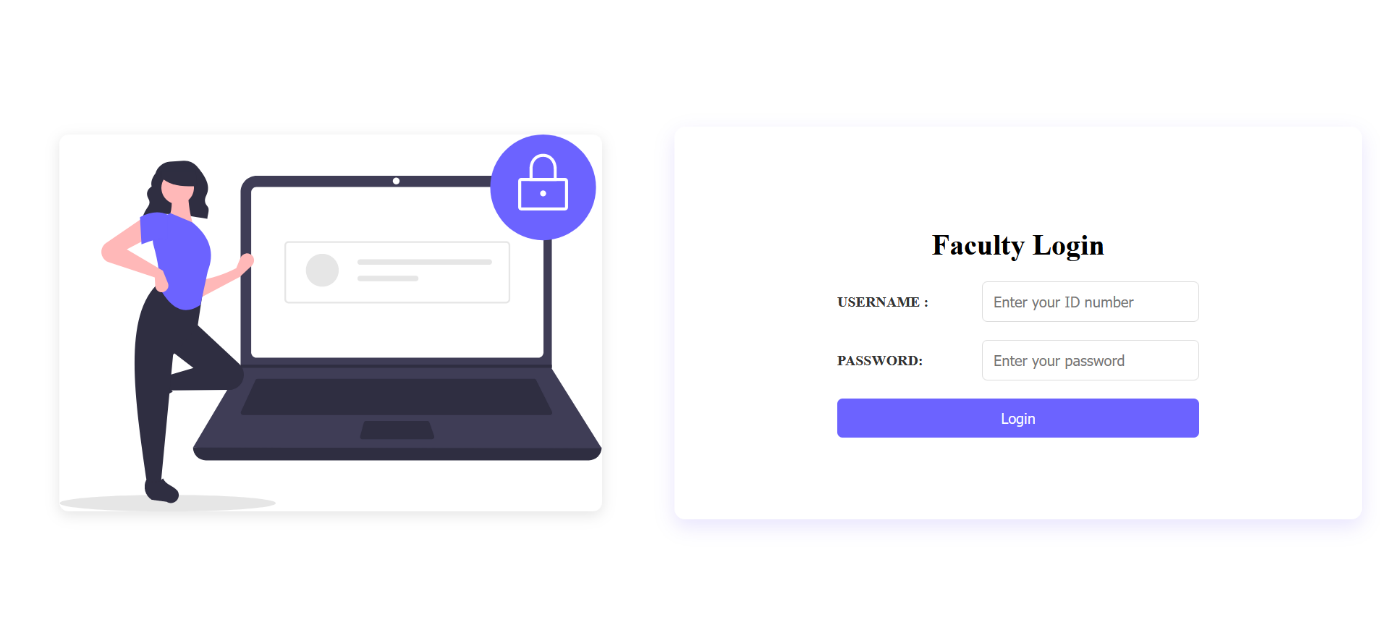 Faculty Login
USERNAME : Enter your ID number
PASSWORD: Enter your password
Login